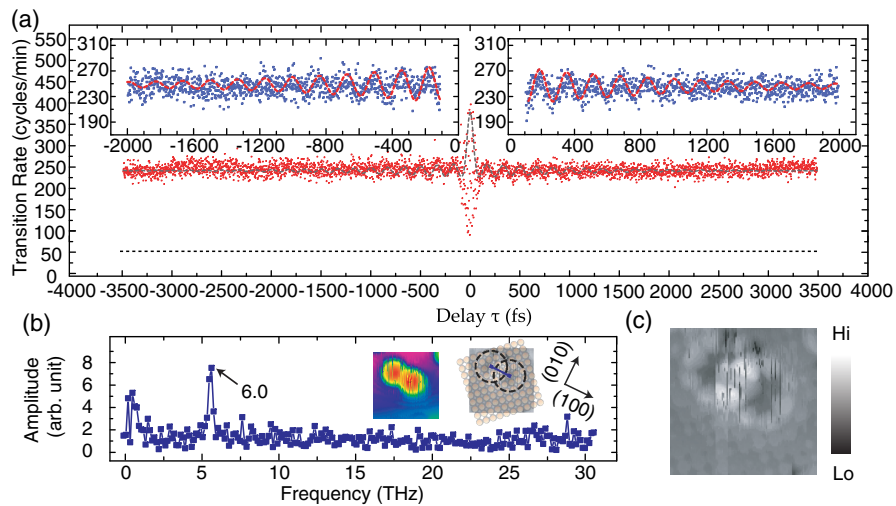 (a)
Transition Rate (cycles/min)
550
500
450
400
350
300
250
200
150
100
50
0
310
270
230
190
-2000 -1600 -1200 -800 -400 0
310
270
230
190
0 400 800 1200 1600 2000
-4000 -3500 -3000 -2500 -2000 -1500 -1000 -500 0 500 1000 1500 2000 2500 3000 3500 4000
Delay τ (fs)
(b)
Amplitude
(arb. unit)
8
6
4
2
0
6.0
(010)
(100)
0 5 10 15 20 25 30
Frequency (THz)
(c)
Hi
Lo